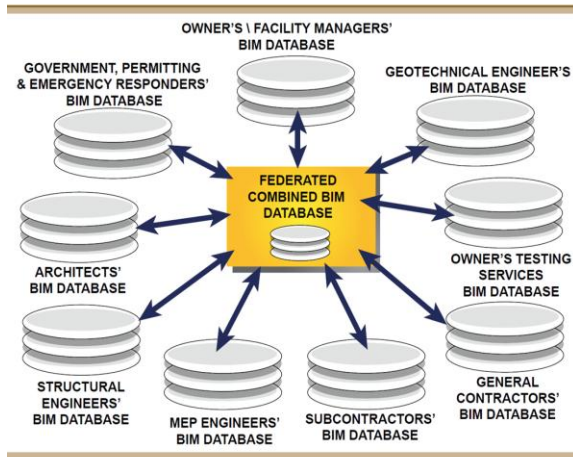 OWNER'S \ FACILITY MANAGERS'
BIM DATABASE
GOVERNMENT, PERMITTING
& EMERGENCY RESPONDERS'
BIM DATABASE
GEOTECHNICAL ENGINEER'S
BIM DATABASE
FEDERATED
COMBINED BIM
DATABASE
ARCHITECTS'
BIM DATABASE
OWNER'S TESTING
SERVICES
BIM DATABASE
STRUCTURAL
ENGINEERS'
BIM DATABASE
MEP ENGINEERS'
BIM DATABASE
SUBCONTRACTORS'
BIM DATABASE
GENERAL
CONTRACTORS'
BIM DATABASE